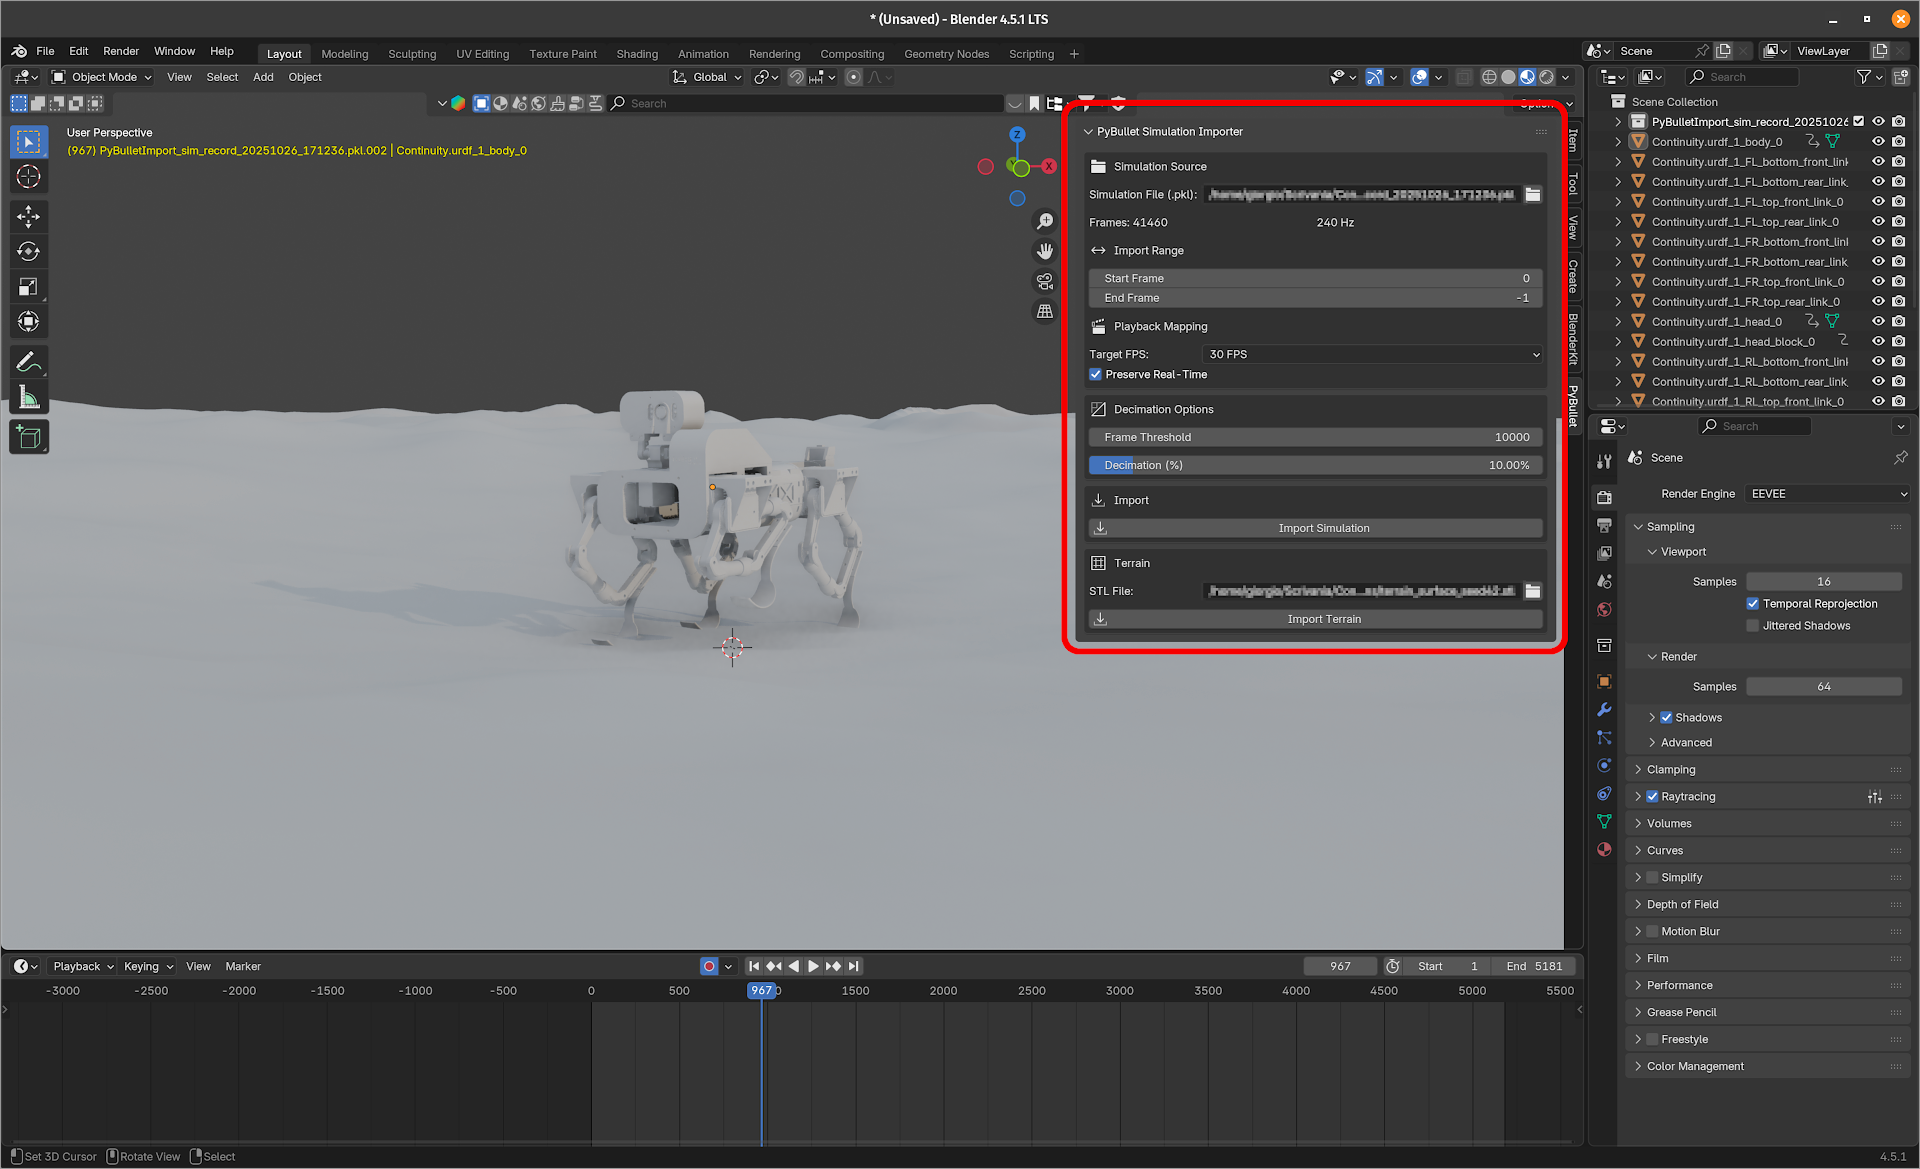 * (Unsaved) - Blender 4.5.1 LTS
File Edit Render Window Help Layout Modeling Sculpting UV Editing Texture Paint Shading Animation Rendering Compositing Geometry Nodes Scripting + Scene ViewLayer
Object Mode View Select Add Object Global Search
Search
User Perspective
(967) PyBulletImport_sim_record_20251026_171236.pkl.002 | Continuity.urdf_1_body_0
Z
X
PyBullet Simulation Importer
Simulation Source
Simulation File (.pkl):
Frames: 41460 240 Hz
Import Range
Start Frame 0
End Frame -1
Playback Mapping
Target FPS: 30 FPS
Preserve Real-Time
Decimation Options
Frame Threshold 10000
Decimation (%) 10.00%
Import
Import Simulation
Terrain
STL File:
Import Terrain
Item
Tool
View
Create
BlenderKit
PyBullet
Scene Collection
PyBulletImport_sim_record_20251026
Continuity.urdf_1_body_0
Continuity.urdf_1_FL_bottom_front_link
Continuity.urdf_1_FL_bottom_rear_link_
Continuity.urdf_1_FL_top_front_link_0
Continuity.urdf_1_FL_top_rear_link_0
Continuity.urdf_1_FR_bottom_front_linl
Continuity.urdf_1_FR_bottom_rear_link_
Continuity.urdf_1_FR_top_front_link_0
Continuity.urdf_1_FR_top_rear_link_0
Continuity.urdf_1_head_0
Continuity.urdf_1_head_block_0
Continuity.urdf_1_RL_bottom_front_linl
Continuity.urdf_1_RL_bottom_rear_link_
Continuity.urdf_1_RL_top_front_link_0
Search
Scene
Render Engine EEVEE
Sampling
Viewport
Samples 16
Temporal Reprojection
Jittered Shadows
Render
Samples 64
Shadows
Advanced
Clamping
Raytracing
Volumes
Curves
Simplify
Depth of Field
Motion Blur
Film
Performance
Grease Pencil
Freestyle
Color Management
Playback Keying View Marker 967 Start 1 End 5181
-3000 -2500 -2000 -1500 -1000 -500 0 500 967 1500 2000 2500 3000 3500 4000 4500 5000 5500
Set 3D Cursor Rotate View Select 4.5.1